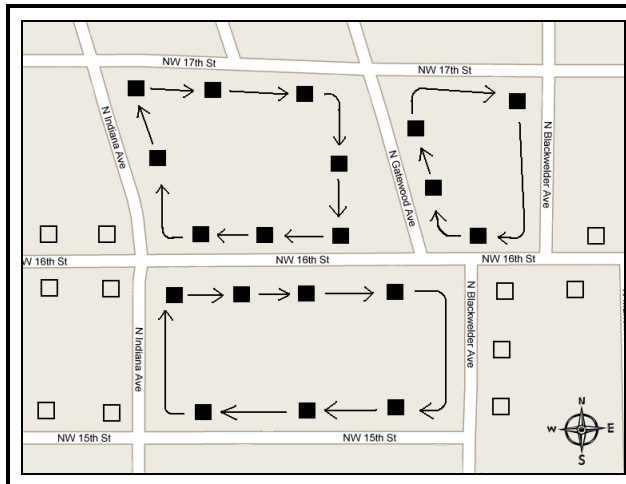 NW 17th St
NW 17th St
N Indiana Ave
N Gatewood Ave
N Blackwelder Ave
W 16th St
NW 16th St
NW 16th St
N Indiana Ave
N Blackwelder Ave
NW 15th St
NW 15th St
N
W E
S